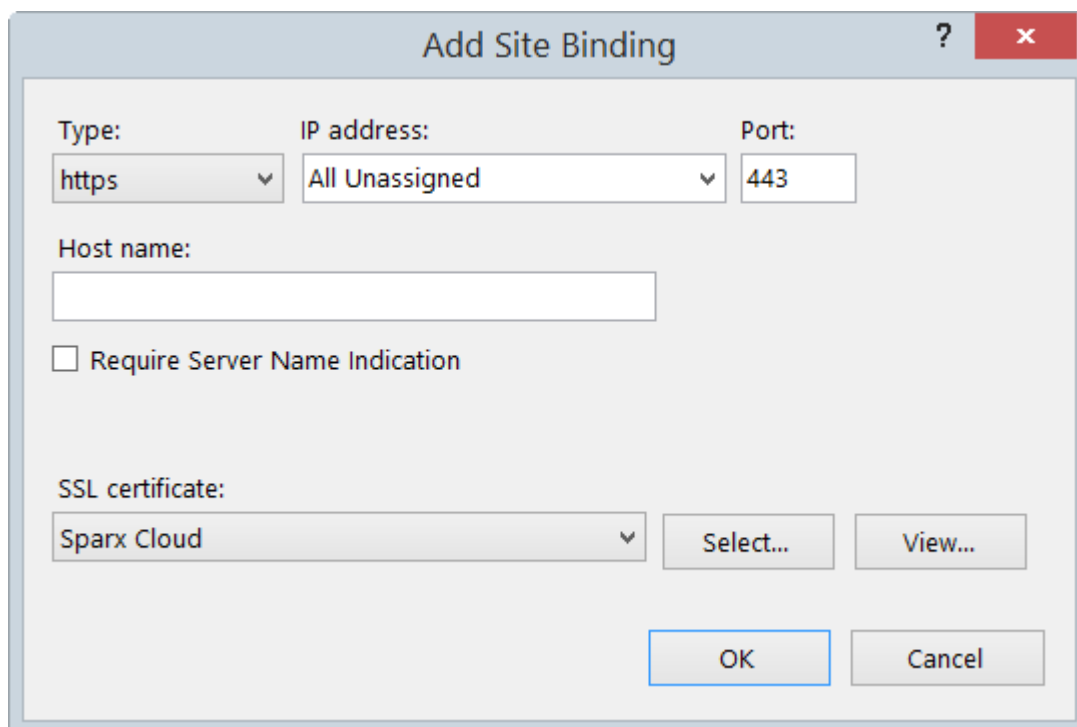 Add Site Binding
? x
Type: IP address: Port:
https All Unassigned 443
Host name:
Require Server Name Indication
SSL certificate:
Sparx Cloud Select... View...
OK Cancel